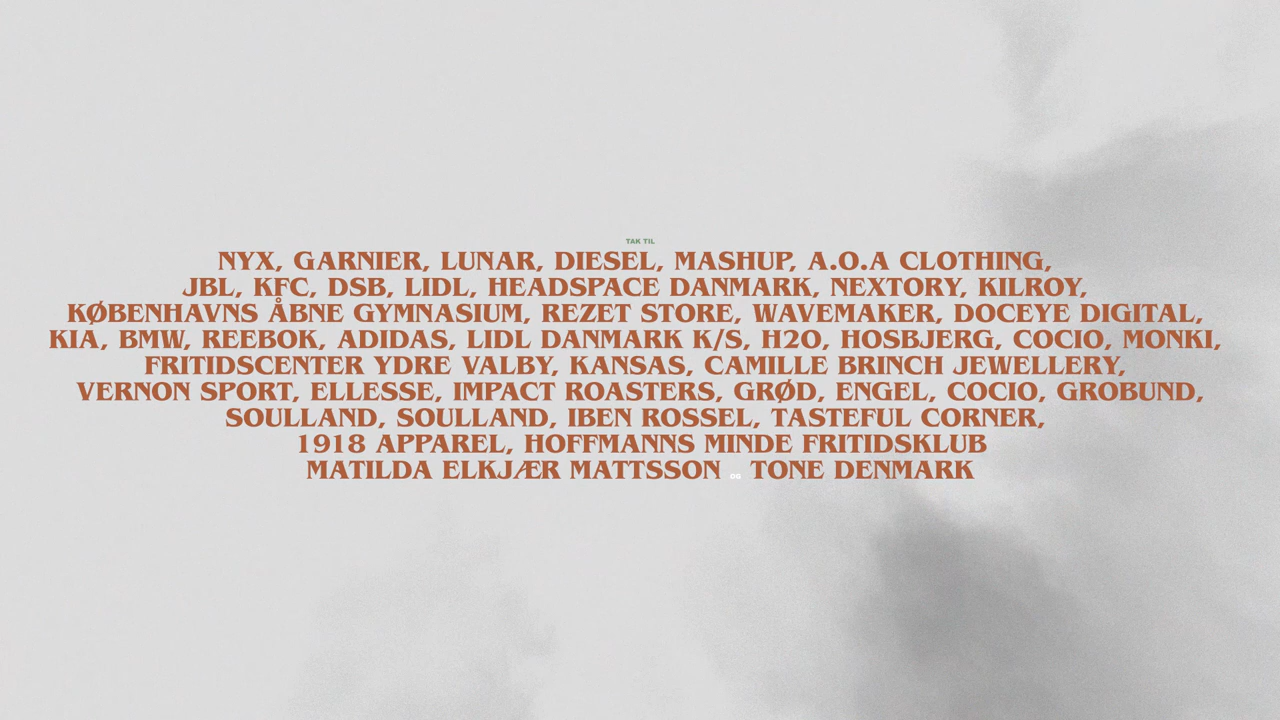 TAK TIL
NYX, GARNIER, LUNAR, DIESEL, MASHUP, A.O.A CLOTHING,
JBL, KFC, DSB, LIDL, HEADSPACE DANMARK, NEXTORY, KILROY,
KØBENHAVNS ÅBNE GYMNASIUM, REZET STORE, WAVEMAKER, DOCEYE DIGITAL,
KIA, BMW, REEBOK, ADIDAS, LIDL DANMARK K/S, H2O, HOSBJERG, COCIO, MONKI,
FRITIDSCENTER YDRE VALBY, KANSAS, CAMILLE BRINCH JEWELLERY,
VERNON SPORT, ELLESSE, IMPACT ROASTERS, GRØD, ENGEL, COCIO, GROBUND,
SOULLAND, SOULLAND, IBEN ROSSEL, TASTEFUL CORNER,
1918 APPAREL, HOFFMANNS MINDE FRITIDSKLUB
MATILDA ELKJÆR MATTSSON OG TONE DENMARK